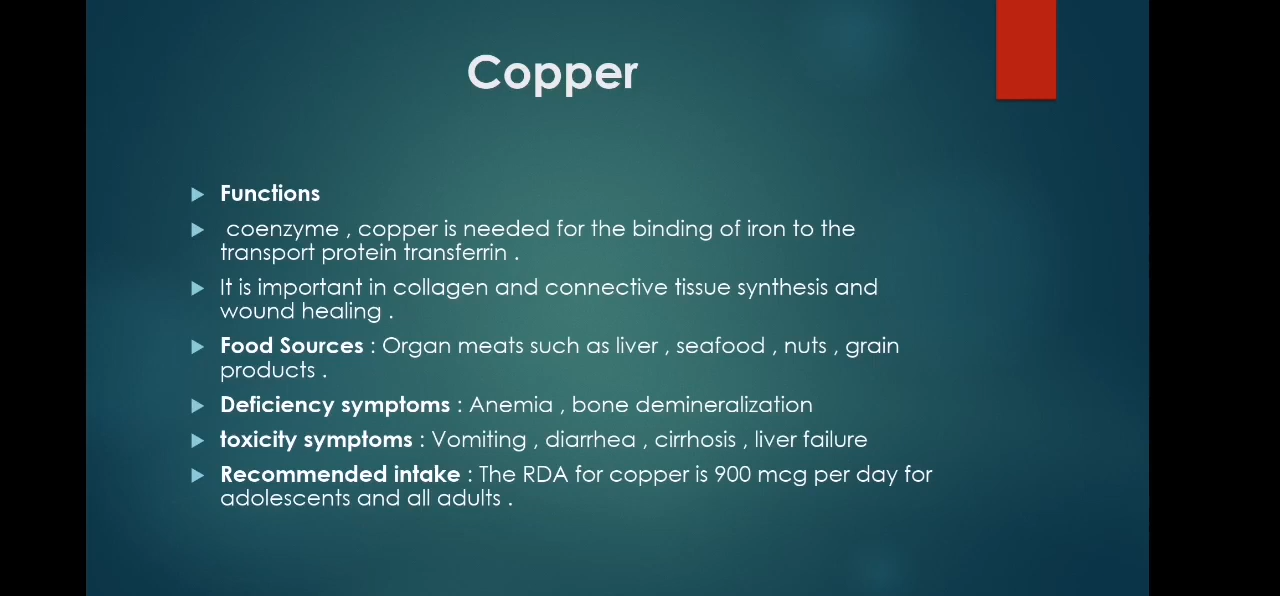 Copper
Functions
coenzyme , copper is needed for the binding of iron to the
transport protein transferrin .
It is important in collagen and connective tissue synthesis and
wound healing .
Food Sources : Organ meats such as liver , seafood , nuts , grain
products .
Deficiency symptoms : Anemia , bone demineralization
toxicity symptoms : Vomiting , diarrhea , cirrhosis , liver failure
Recommended intake : The RDA for copper is 900 mcg per day for
adolescents and all adults .